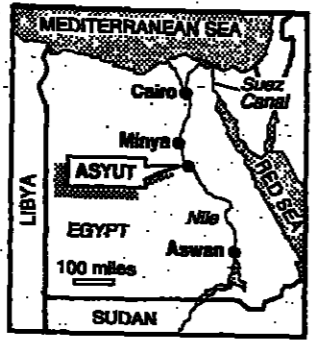 MEDITERRANEAN SEA
Cairo
Suez
Canal
Minya
ASYUT
RED SEA
LIBYA
Nile
EGYPT
Aswan
100 miles
SUDAN